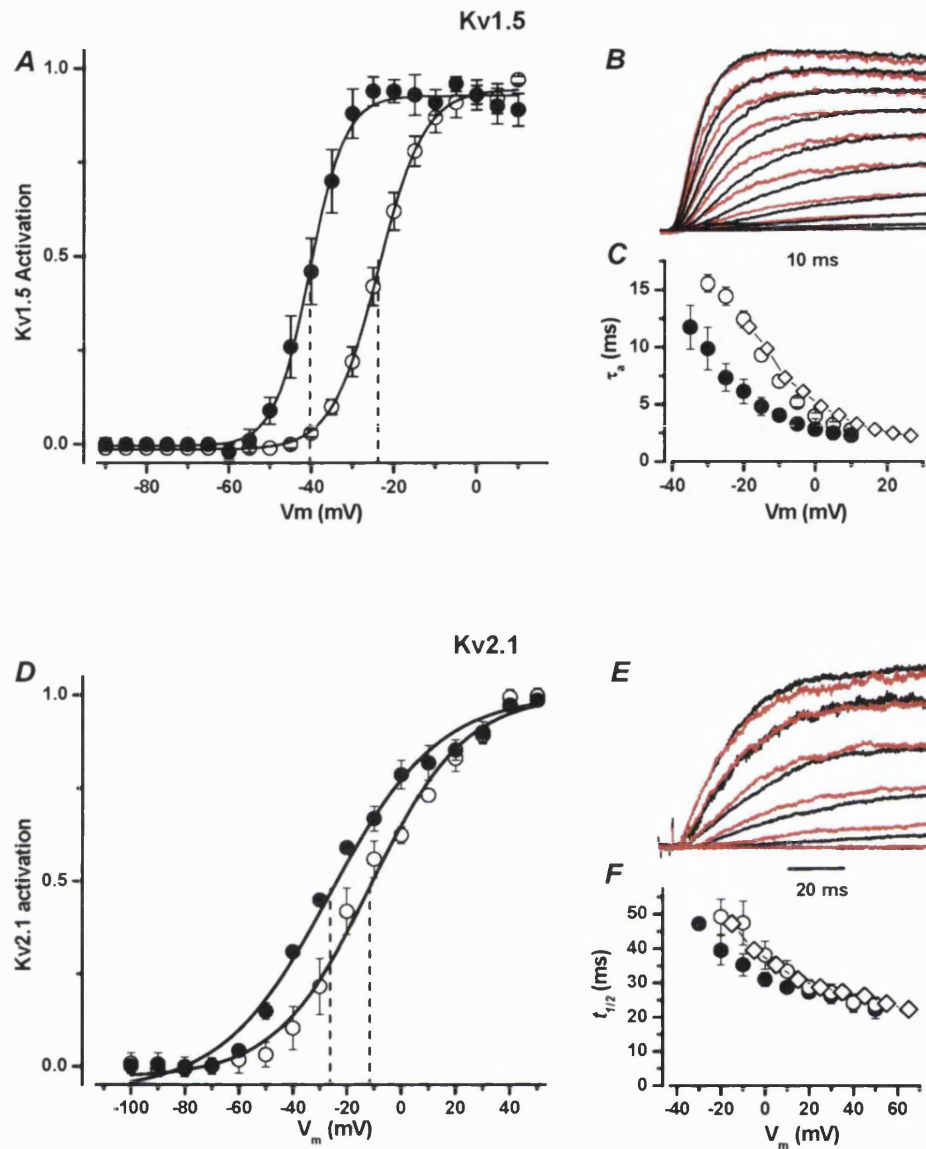 Kv1.5
A
1.0
0.5
0.0
Kv1.5 Activation
-80 -60 -40 -20 0
Vm (mV)
B
10 ms
C
15
10
5
0
τa (ms)
-40 -20 0 20
Vm (mV)
Kv2.1
D
1.0
0.5
0.0
Kv2.1 activation
-100 -80 -60 -40 -20 0 20 40
Vm (mV)
E
20 ms
F
50
40
30
20
10
0
t1/2 (ms)
-40 -20 0 20 40 60
Vm (mV)